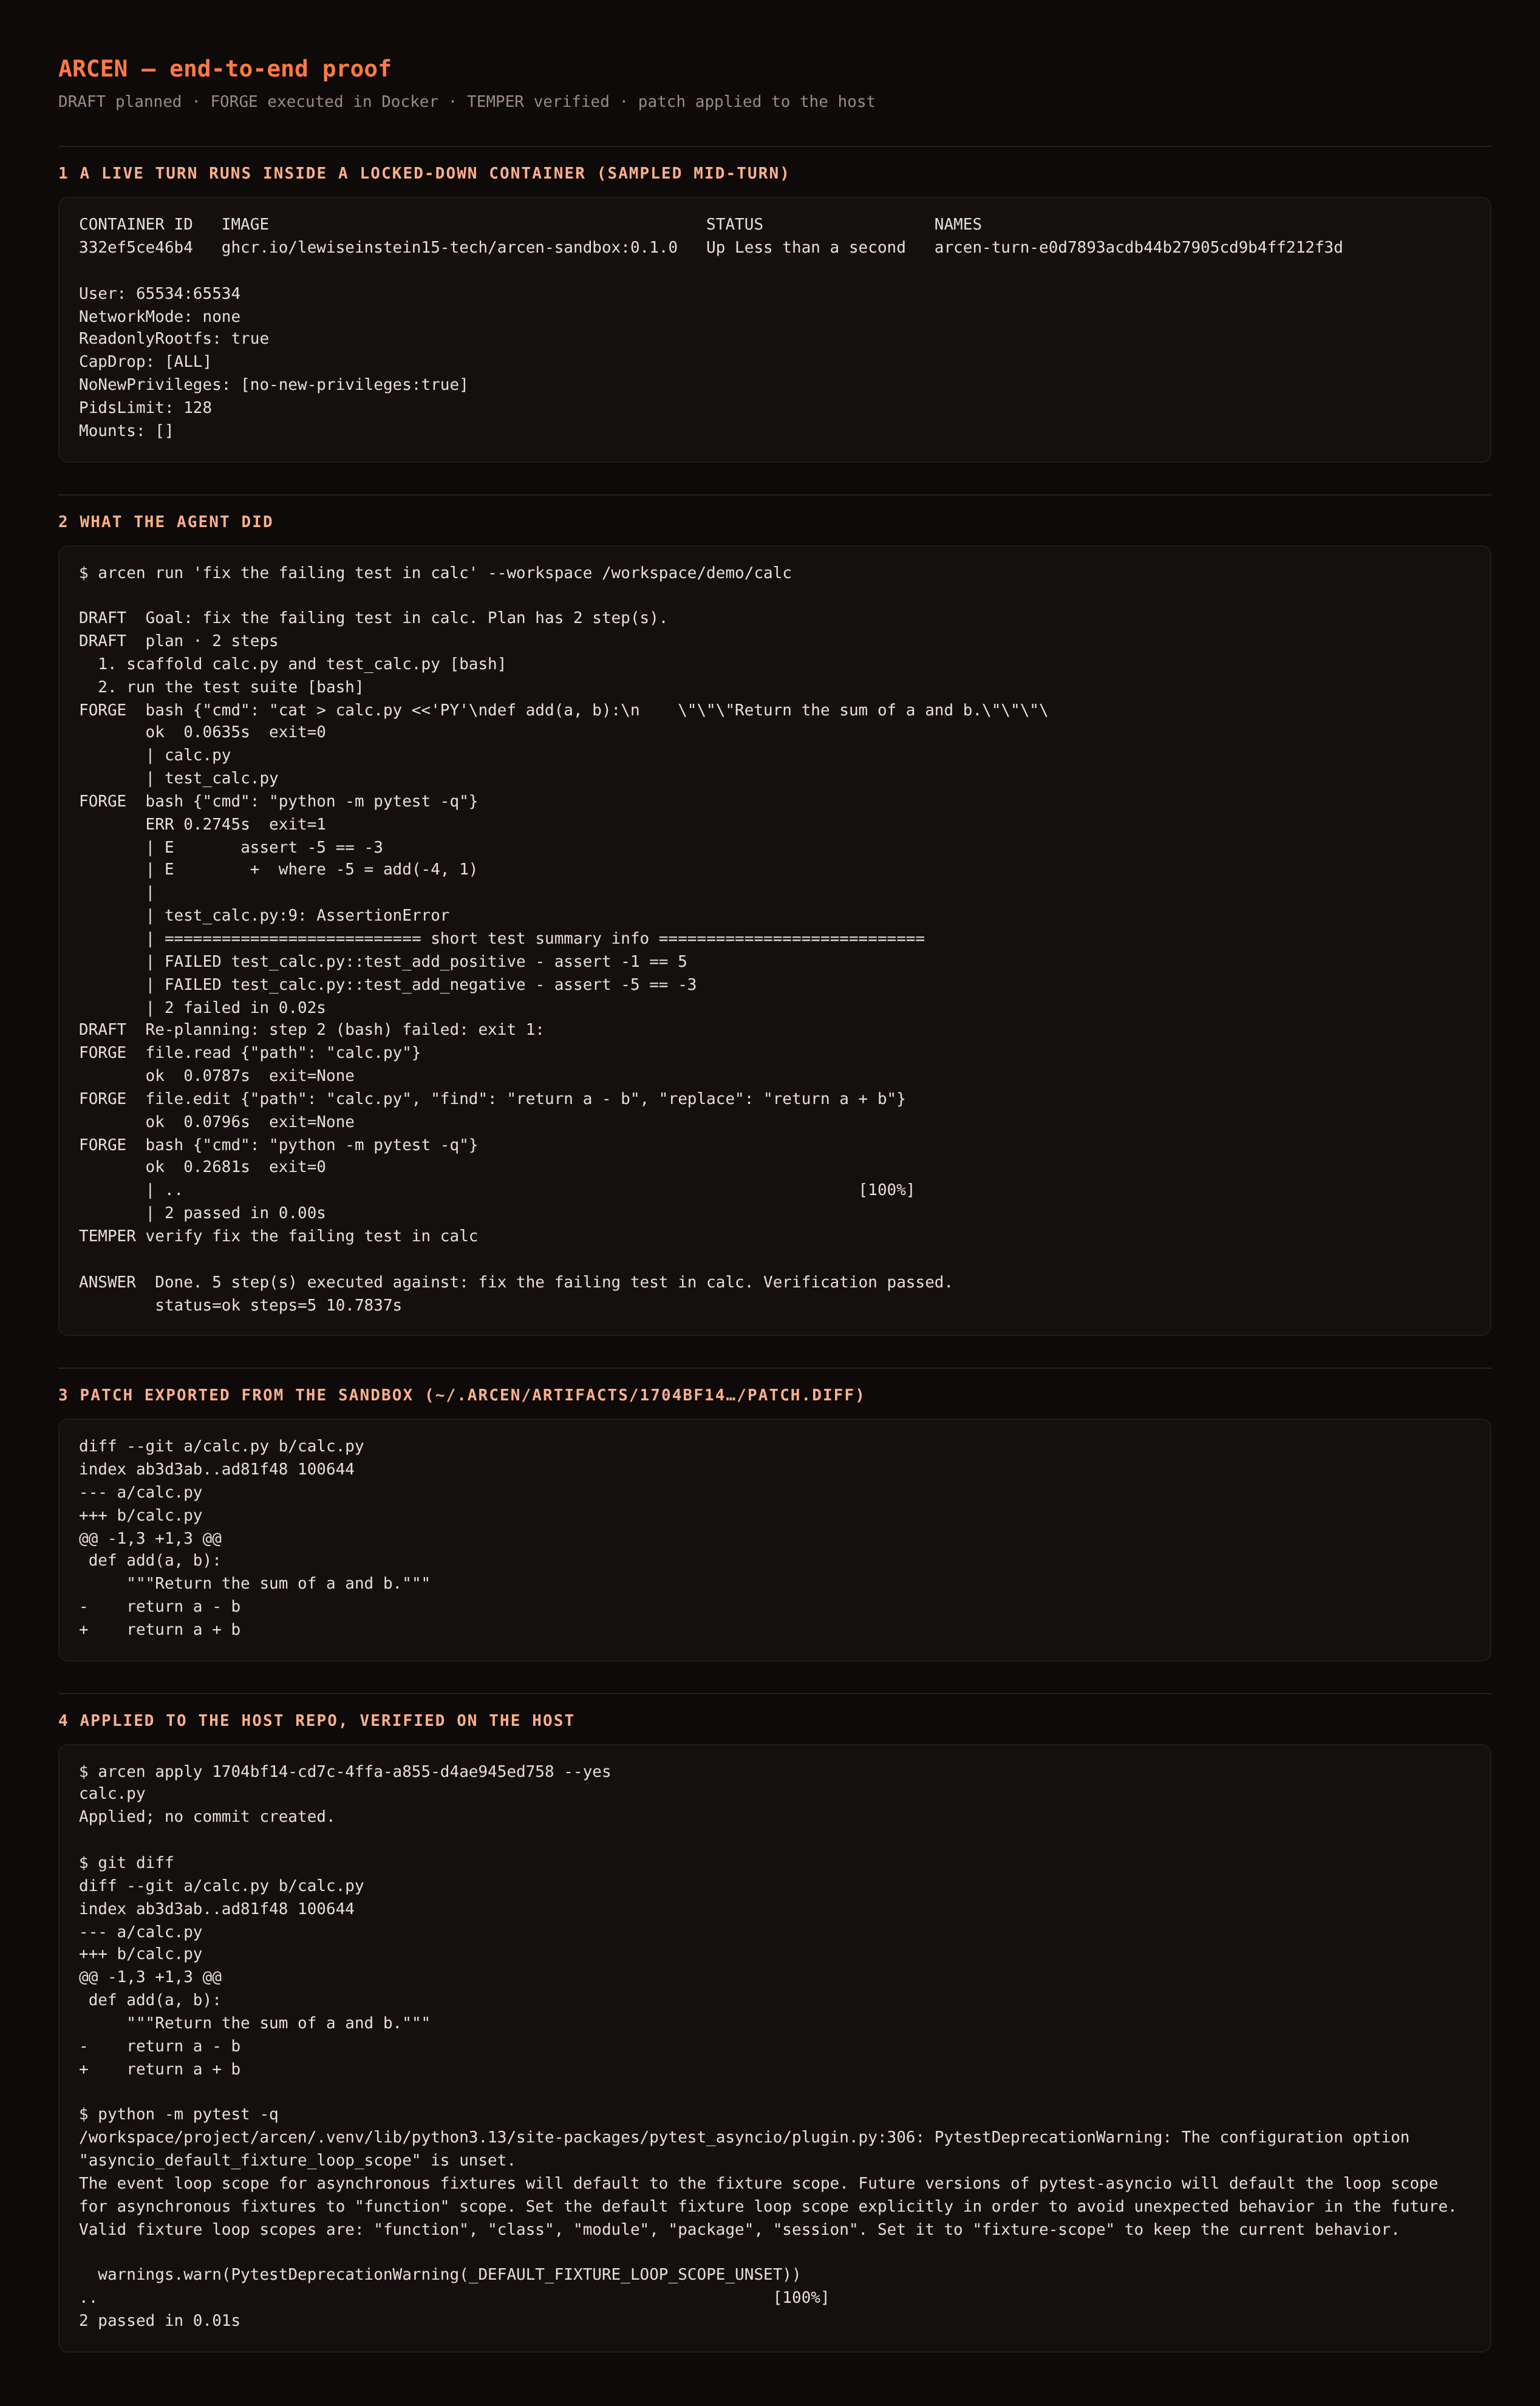 ARCEN — end-to-end proof
DRAFT planned · FORGE executed in Docker · TEMPER verified · patch applied to the host
1 A LIVE TURN RUNS INSIDE A LOCKED-DOWN CONTAINER (SAMPLED MID-TURN)
CONTAINER ID   IMAGE                                              STATUS                  NAMES
332ef5ce46b4   ghcr.io/lewiseinstein15-tech/arcen-sandbox:0.1.0   Up Less than a second   arcen-turn-e0d7893acdb44b27905cd9b4ff212f3d
User: 65534:65534
NetworkMode: none
ReadonlyRootfs: true
CapDrop: [ALL]
NoNewPrivileges: [no-new-privileges:true]
PidsLimit: 128
Mounts: []
2 WHAT THE AGENT DID
$ arcen run 'fix the failing test in calc' --workspace /workspace/demo/calc
DRAFT  Goal: fix the failing test in calc. Plan has 2 step(s).
DRAFT  plan · 2 steps
  1. scaffold calc.py and test_calc.py [bash]
  2. run the test suite [bash]
FORGE  bash {"cmd": "cat > calc.py <<'PY'\ndef add(a, b):\n    \"\"\"Return the sum of a and b.\"\"\"\
       ok  0.0635s  exit=0
       | calc.py
       | test_calc.py
FORGE  bash {"cmd": "python -m pytest -q"}
       ERR 0.2745s  exit=1
       | E       assert -5 == -3
       | E        +  where -5 = add(-4, 1)
       |
       | test_calc.py:9: AssertionError
       | =========================== short test summary info ============================
       | FAILED test_calc.py::test_add_positive - assert -1 == 5
       | FAILED test_calc.py::test_add_negative - assert -5 == -3
       | 2 failed in 0.02s
DRAFT  Re-planning: step 2 (bash) failed: exit 1:
FORGE  file.read {"path": "calc.py"}
       ok  0.0787s  exit=None
FORGE  file.edit {"path": "calc.py", "find": "return a - b", "replace": "return a + b"}
       ok  0.0796s  exit=None
FORGE  bash {"cmd": "python -m pytest -q"}
       ok  0.2681s  exit=0
       | ..                                                                       [100%]
       | 2 passed in 0.00s
TEMPER verify fix the failing test in calc
ANSWER  Done. 5 step(s) executed against: fix the failing test in calc. Verification passed.
        status=ok steps=5 10.7837s
3 PATCH EXPORTED FROM THE SANDBOX (~/.ARCEN/ARTIFACTS/1704BF14…/PATCH.DIFF)
diff --git a/calc.py b/calc.py
index ab3d3ab..ad81f48 100644
--- a/calc.py
+++ b/calc.py
@@ -1,3 +1,3 @@
 def add(a, b):
     """Return the sum of a and b."""
-    return a - b
+    return a + b
4 APPLIED TO THE HOST REPO, VERIFIED ON THE HOST
$ arcen apply 1704bf14-cd7c-4ffa-a855-d4ae945ed758 --yes
calc.py
Applied; no commit created.
$ git diff
diff --git a/calc.py b/calc.py
index ab3d3ab..ad81f48 100644
--- a/calc.py
+++ b/calc.py
@@ -1,3 +1,3 @@
 def add(a, b):
     """Return the sum of a and b."""
-    return a - b
+    return a + b
$ python -m pytest -q
/workspace/project/arcen/.venv/lib/python3.13/site-packages/pytest_asyncio/plugin.py:306: PytestDeprecationWarning: The configuration option
"asyncio_default_fixture_loop_scope" is unset.
The event loop scope for asynchronous fixtures will default to the fixture scope. Future versions of pytest-asyncio will default the loop scope
for asynchronous fixtures to "function" scope. Set the default fixture loop scope explicitly in order to avoid unexpected behavior in the future.
Valid fixture loop scopes are: "function", "class", "module", "package", "session". Set it to "fixture-scope" to keep the current behavior.
  warnings.warn(PytestDeprecationWarning(_DEFAULT_FIXTURE_LOOP_SCOPE_UNSET))
..                                                                       [100%]
2 passed in 0.01s